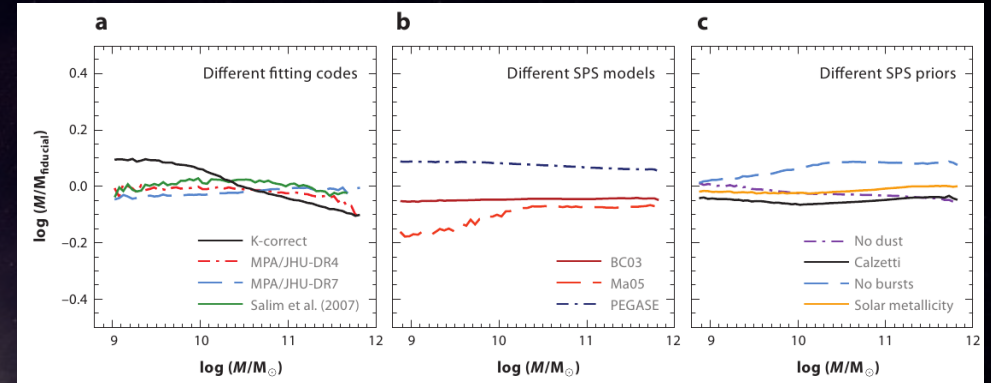 a
b
c
Different fitting codes
Different SPS models
Different SPS priors
log (M/M_fiducial)
0.4
0.2
0.0
−0.2
−0.4
K-correct
MPA/JHU-DR4
MPA/JHU-DR7
Salim et al. (2007)
BC03
Ma05
PEGASE
No dust
Calzetti
No bursts
Solar metallicity
9 10 11 12
9 10 11 12
9 10 11 12
log (M/M☉)
log (M/M☉)
log (M/M☉)